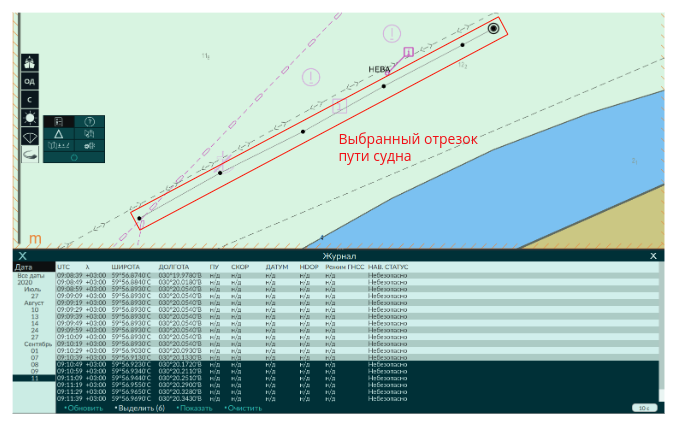 НЕВА
11₂
11₂
Выбранный отрезок
пути судна
ОД
С
m
X Журнал X
Дата UTC λ ШИРОТА ДОЛГОТА ПУ СКОР ДАТУМ HDOP Режим ГНСС НАВ. СТАТУС
Все даты 09:08:39 +03:00 59°56.8740'С 030°19.9780'В н/д н/д н/д н/д н/д Небезопасно
2020 09:08:49 +03:00 59°56.8840'С 030°20.0180'В н/д н/д н/д н/д н/д Небезопасно
Июль 09:08:59 +03:00 59°56.8930'С 030°20.0540'В н/д н/д н/д н/д н/д Небезопасно
27 09:09:09 +03:00 59°56.8930'С 030°20.0540'В н/д н/д н/д н/д н/д Небезопасно
Август 09:09:19 +03:00 59°56.8930'С 030°20.0540'В н/д н/д н/д н/д н/д Небезопасно
10 09:09:29 +03:00 59°56.8930'С 030°20.0540'В н/д н/д н/д н/д н/д Небезопасно
13 09:09:39 +03:00 59°56.8930'С 030°20.0540'В н/д н/д н/д н/д н/д Небезопасно
14 09:09:49 +03:00 59°56.8930'С 030°20.0540'В н/д н/д н/д н/д н/д Небезопасно
24 09:09:59 +03:00 59°56.8930'С 030°20.0540'В н/д н/д н/д н/д н/д Небезопасно
27 09:10:09 +03:00 59°56.8930'С 030°20.0540'В н/д н/д н/д н/д н/д Небезопасно
Сентябрь 09:10:19 +03:00 59°56.8930'С 030°20.0540'В н/д н/д н/д н/д н/д Небезопасно
01 09:10:29 +03:00 59°56.9030'С 030°20.0930'В н/д н/д н/д н/д н/д Небезопасно
07 09:10:39 +03:00 59°56.9130'С 030°20.1330'В н/д н/д н/д н/д н/д Небезопасно
08 09:10:49 +03:00 59°56.9230'С 030°20.1720'В н/д н/д н/д н/д н/д Небезопасно
09 09:10:59 +03:00 59°56.9340'С 030°20.2110'В н/д н/д н/д н/д н/д Небезопасно
11 09:11:09 +03:00 59°56.9440'С 030°20.2510'В н/д н/д н/д н/д н/д Небезопасно
09:11:19 +03:00 59°56.9550'С 030°20.2900'В н/д н/д н/д н/д н/д Небезопасно
09:11:29 +03:00 59°56.9650'С 030°20.3280'В н/д н/д н/д н/д н/д Небезопасно
09:11:39 +03:00 59°56.9690'С 030°20.3430'В н/д н/д н/д н/д н/д Небезопасно
•Обновить •Выделить (6) •Показать •Очистить 10 с